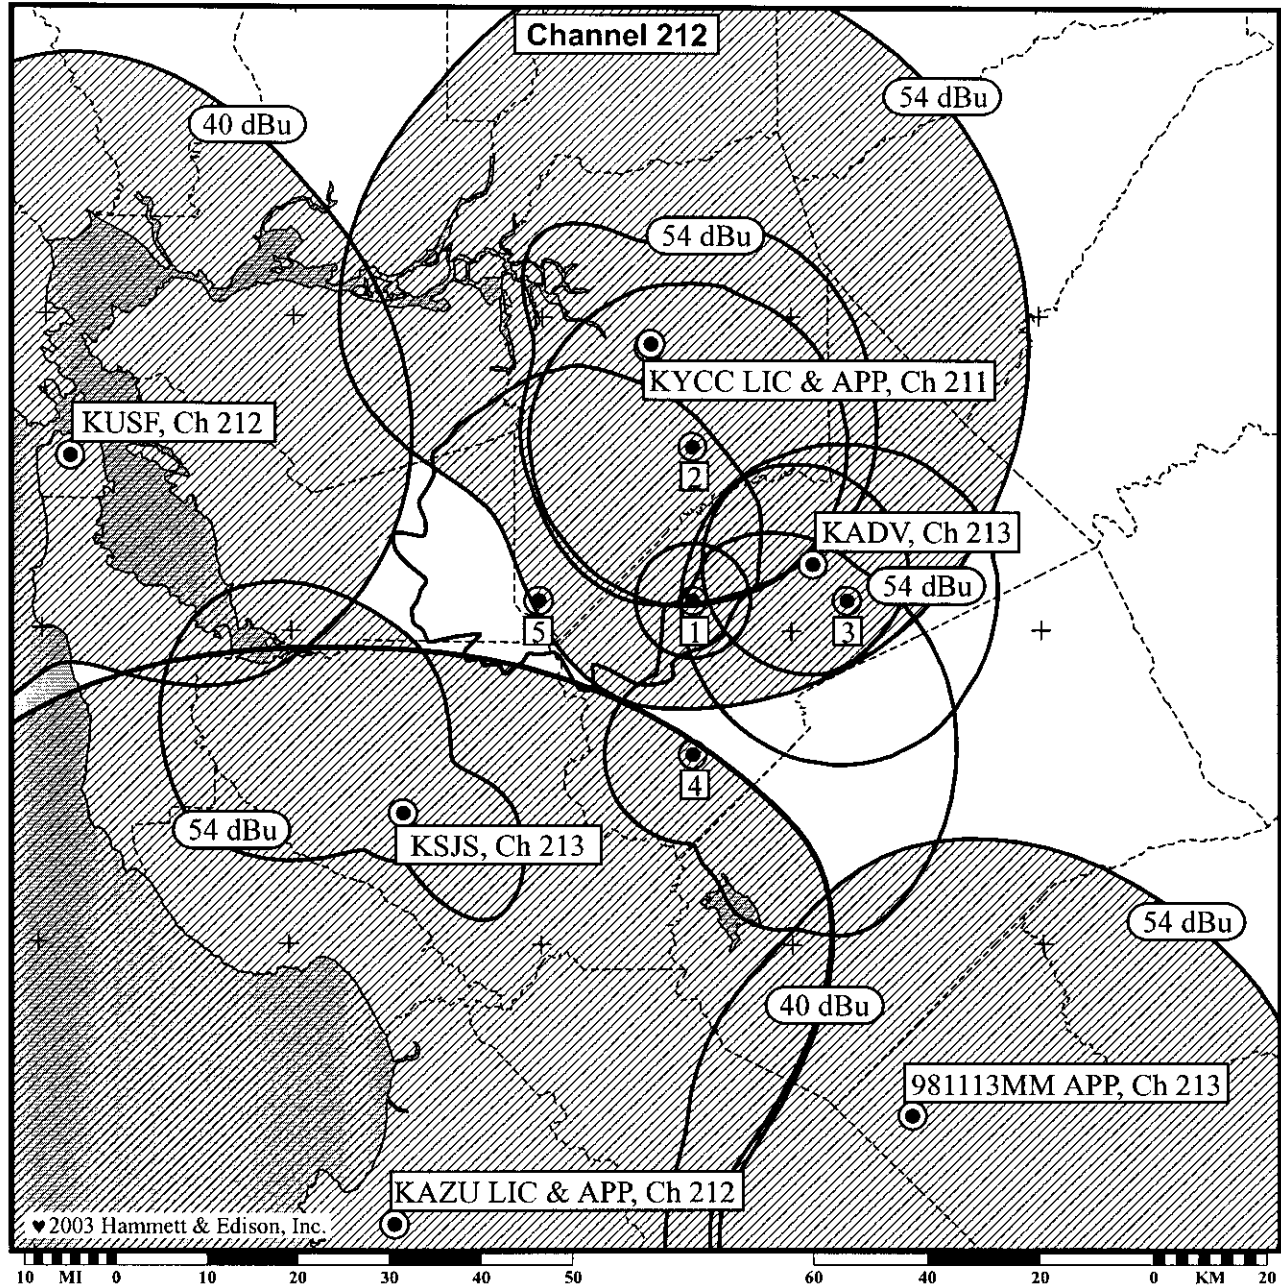 Channel 212
54 dBu
40 dBu
54 dBu
KYCC LIC & APP, Ch 211
KUSF, Ch 212
2
KADV, Ch 213
54 dBu
5
1
3
4
54 dBu
KSJS, Ch 213
54 dBu
40 dBu
981113MM APP, Ch 213
KAZU LIC & APP, Ch 212
♥2003 Hammett & Edison, Inc.
10 MI 0 10 20 30 40 50 60 40 20 0 KM 20